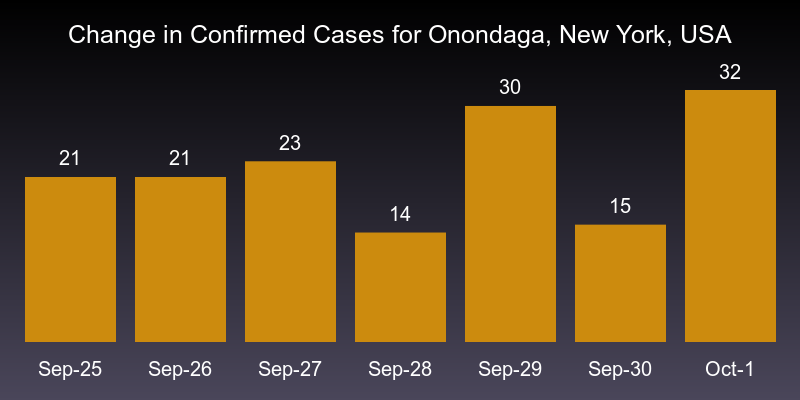 Change in Confirmed Cases for Onondaga, New York, USA
21
21
23
14
30
15
32
Sep-25
Sep-26
Sep-27
Sep-28
Sep-29
Sep-30
Oct-1